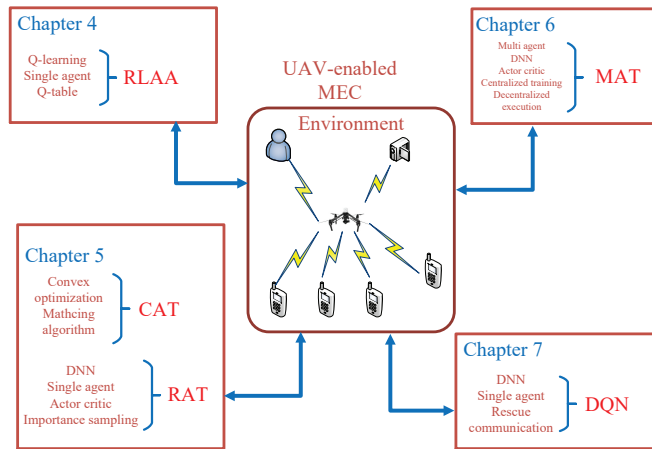 Chapter 4
Q-learning
Single agent
Q-table
RLAA
UAV-enabled
MEC
Environment
Chapter 6
Multi agent
DNN
Actor critic
Centralized training
Decentralized
execution
MAT
Chapter 5
Convex
optimization
Mathcing
algorithm
CAT
DNN
Single agent
Actor critic
Importance sampling
RAT
Chapter 7
DNN
Single agent
Rescue
communication
DQN